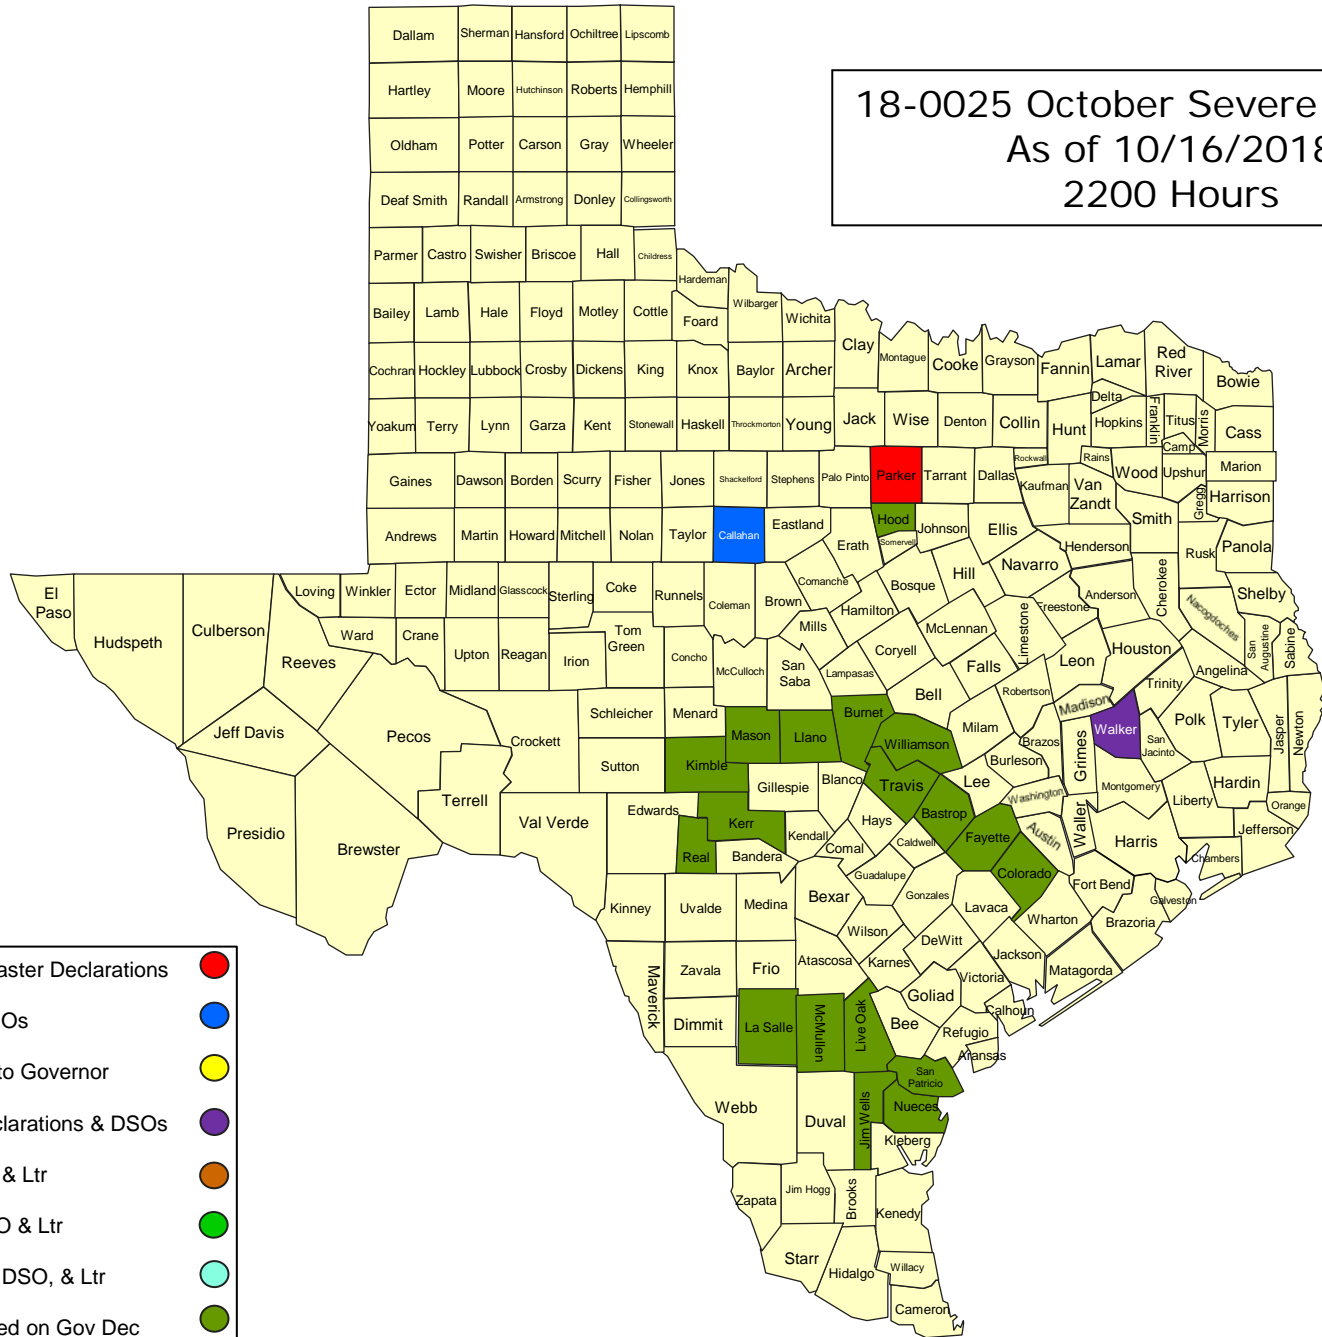 Dallam Sherman Hansford Ochiltree Lipscomb
Hartley Moore Hutchinson Roberts Hemphill
18-0025 October Severe
As of 10/16/2018
2200 Hours
Oldham Potter Carson Gray Wheeler
Deaf Smith Randall Armstrong Donley Collingsworth
Parmer Castro Swisher Briscoe Hall Childress
Hardeman
Wilbarger
Bailey Lamb Hale Floyd Motley Cottle Foard Wichita
Clay Montague Cooke Grayson Fannin Lamar Red
River
Bowie
Cochran Hockley Lubbock Crosby Dickens King Knox Baylor Archer
Delta
Yoakum Terry Lynn Garza Kent Stonewall Haskell Throckmorton Young Jack Wise Denton Collin Hunt Hopkins Franklin Titus Morris Cass
Camp
Rockwall Rains
Gaines Dawson Borden Scurry Fisher Jones Shackelford Stephens Palo Pinto Parker Tarrant Dallas Kaufman Van
Zandt
Wood Upshur Marion
Gregg Harrison
Smith
Andrews Martin Howard Mitchell Nolan Taylor Callahan Eastland Hood Johnson Ellis
Somervell
Erath Henderson Rusk Panola
Navarro
El
Paso
Hudspeth Culberson Loving Winkler Ector Midland Glasscock Sterling Coke Runnels Coleman Brown Comanche Bosque Hill Anderson Cherokee Shelby
Hamilton Freestone Nacogdoches
Ward Crane Upton Reagan Irion Tom
Green
Concho Mills McLennan Limestone
Reeves McCulloch San
Saba
Lampasas Coryell Falls Leon Houston San
Augustine
Sabine
Angelina
Bell Robertson Trinity
Madison
Jeff Davis Pecos Crockett Schleicher Menard Mason Llano Burnet Williamson Milam Brazos Grimes Walker San
Jacinto
Polk Tyler Jasper Newton
Sutton Kimble Gillespie Blanco Travis Lee Burleson
Washington Montgomery Liberty Hardin
Orange
Terrell Val Verde Edwards Kerr Kendall Hays Bastrop Fayette Austin Waller Harris Jefferson
Presidio Brewster Real Bandera Comal Caldwell Chambers
Guadalupe Colorado Fort Bend Galveston
Kinney Uvalde Medina Bexar Gonzales Lavaca Wharton Brazoria
Wilson DeWitt Jackson Matagorda
Maverick Zavala Frio Atascosa Karnes Victoria
Goliad Calhoun
Dimmit La Salle McMullen Live Oak Bee Refugio
Aransas
San
Patricio
Webb Duval Jim Wells Nueces
Kleberg
Zapata Jim Hogg Brooks Kenedy
Starr Hidalgo Willacy
Cameron
aster Declarations
Os
to Governor
larations & DSOs
& Ltr
O & Ltr
DSO, & Ltr
ed on Gov Dec